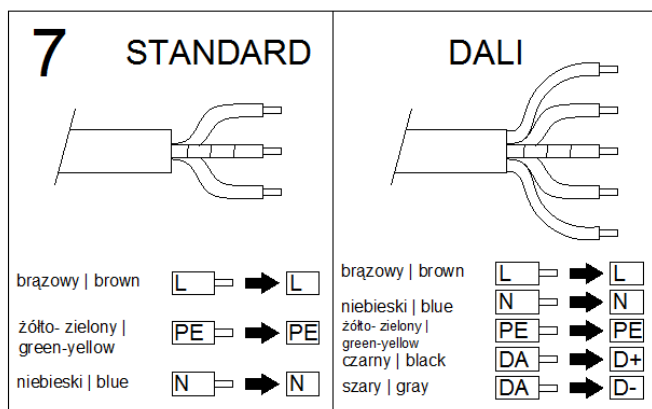 7 STANDARD
brązowy | brown L L
żółto- zielony |
green-yellow PE PE
niebieski | blue N N
DALI
brązowy | brown L L
niebieski | blue N N
żółto- zielony |
green-yellow PE PE
czarny | black DA D+
szary | gray DA D-